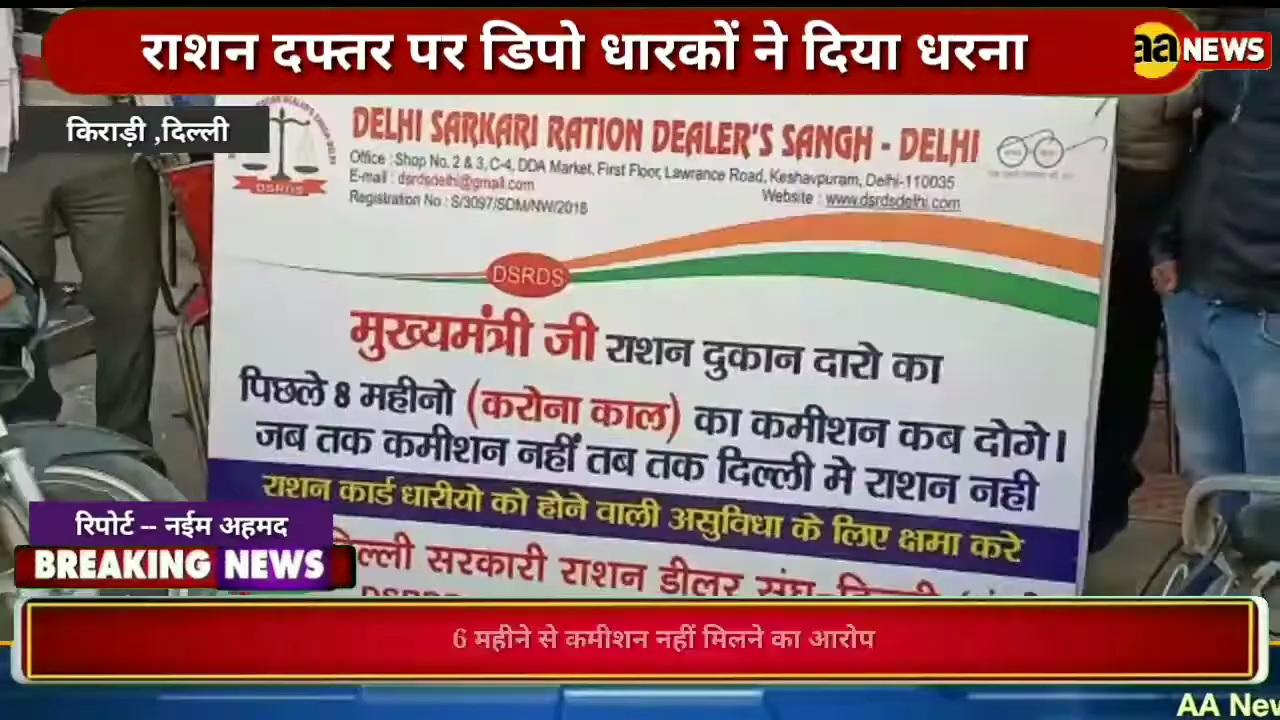 राशन दफ्तर पर डिपो धारकों ने दिया धरना
aa NEWS
किराड़ी ,दिल्ली
DELHI SARKARI RATION DEALER'S SANGH - DELHI
Office : Shop No. 2 & 3, C-4, DDA Market, First Floor, Lawrance Road, Keshavpuram, Delhi-110035
E-mail : dsrdsdelhi@gmail.com
Website : www.dsrdsdelhi.com
Registration No : S/3097/SDM/NW/2018
DSRDS
DSRDS
मुख्यमंत्री जी राशन दुकान दारो का
पिछले 8 महीनो (करोना काल) का कमीशन कब दोगे।
जब तक कमीशन नहीं तब तक दिल्ली मे राशन नही
राशन कार्ड धारीयो को होने वाली असुविधा के लिए क्षमा करे
दिल्ली सरकारी राशन डीलर संघ-दिल्ली
रिपोर्ट -- नईम अहमद
BREAKING NEWS
6 महीने से कमीशन नहीं मिलने का आरोप
AA New